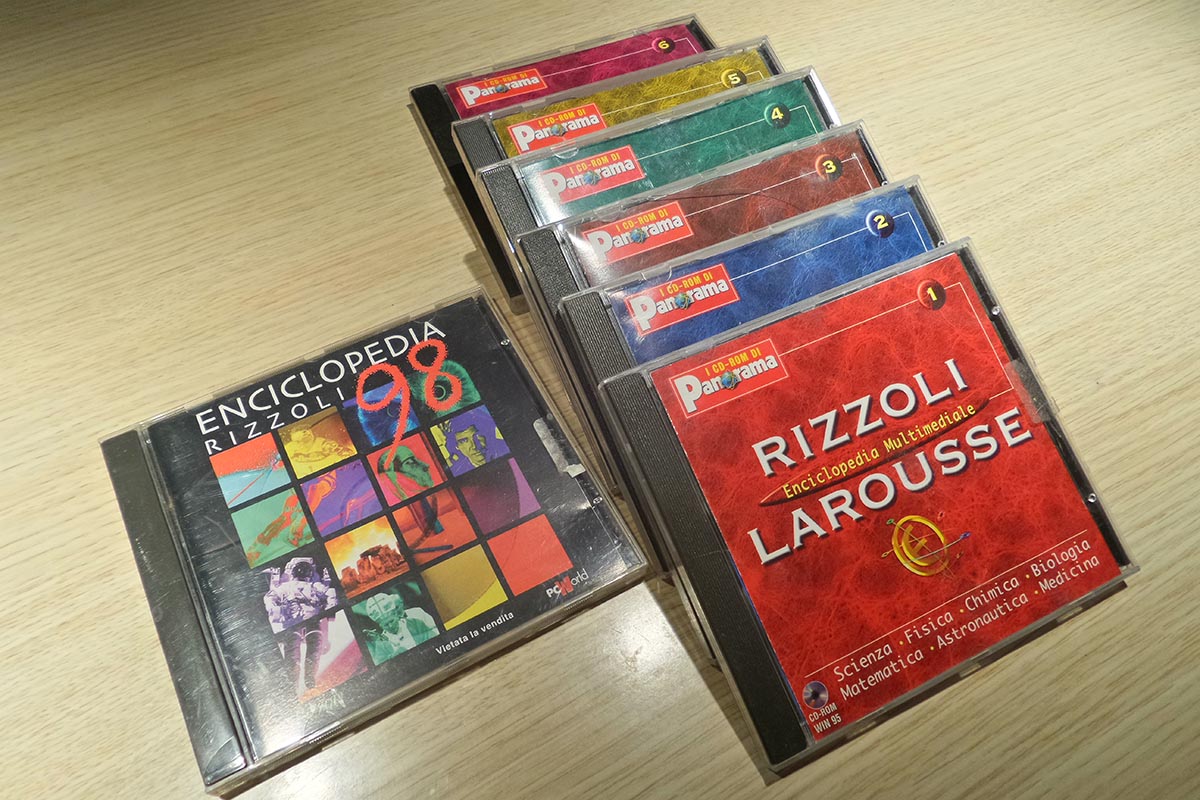 ENCICLOPEDIA
RIZZOLI 98
PC World
Vietata la vendita
I CD-ROM DI
Panorama
6
I CD-ROM DI
Panorama
5
I CD-ROM DI
Panorama
4
I CD-ROM DI
Panorama
3
I CD-ROM DI
Panorama
2
I CD-ROM DI
Panorama
1
RIZZOLI
Enciclopedia Multimediale
LAROUSSE
Scienza · Fisica · Chimica · Biologia
Matematica · Astronautica · Medicina
CD-ROM
WIN 95